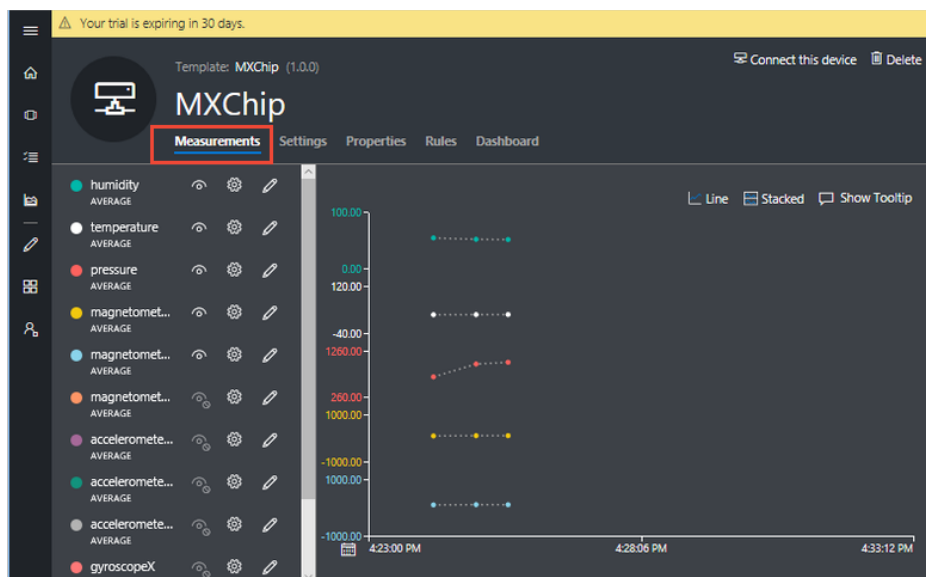 Your trial is expiring in 30 days.
Template: MXChip (1.0.0)
Connect this device
Delete
MXChip
Measurements
Settings
Properties
Rules
Dashboard
humidity
AVERAGE
temperature
AVERAGE
pressure
AVERAGE
magnetomet...
AVERAGE
magnetomet...
AVERAGE
magnetomet...
AVERAGE
acceleromete...
AVERAGE
acceleromete...
AVERAGE
acceleromete...
AVERAGE
gyroscopeX
Line
Stacked
Show Tooltip
100.00
0.00
120.00
-40.00
1260.00
260.00
1000.00
-1000.00
1000.00
-1000.00
4:23:00 PM
4:28:06 PM
4:33:12 PM